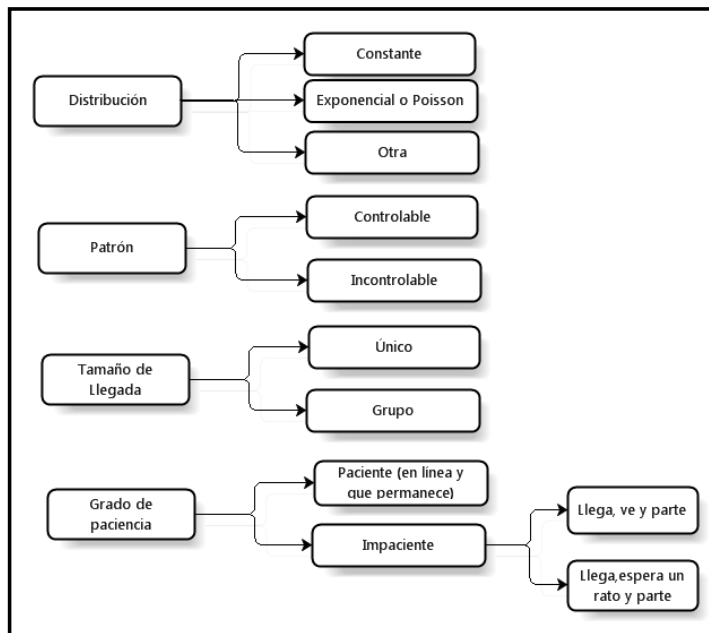 Distribución
Constante
Exponencial o Poisson
Otra
Patrón
Controlable
Incontrolable
Tamaño de
Llegada
Único
Grupo
Grado de
paciencia
Paciente (en línea y
que permanece)
Impaciente
Llega, ve y parte
Llega,espera un
rato y parte